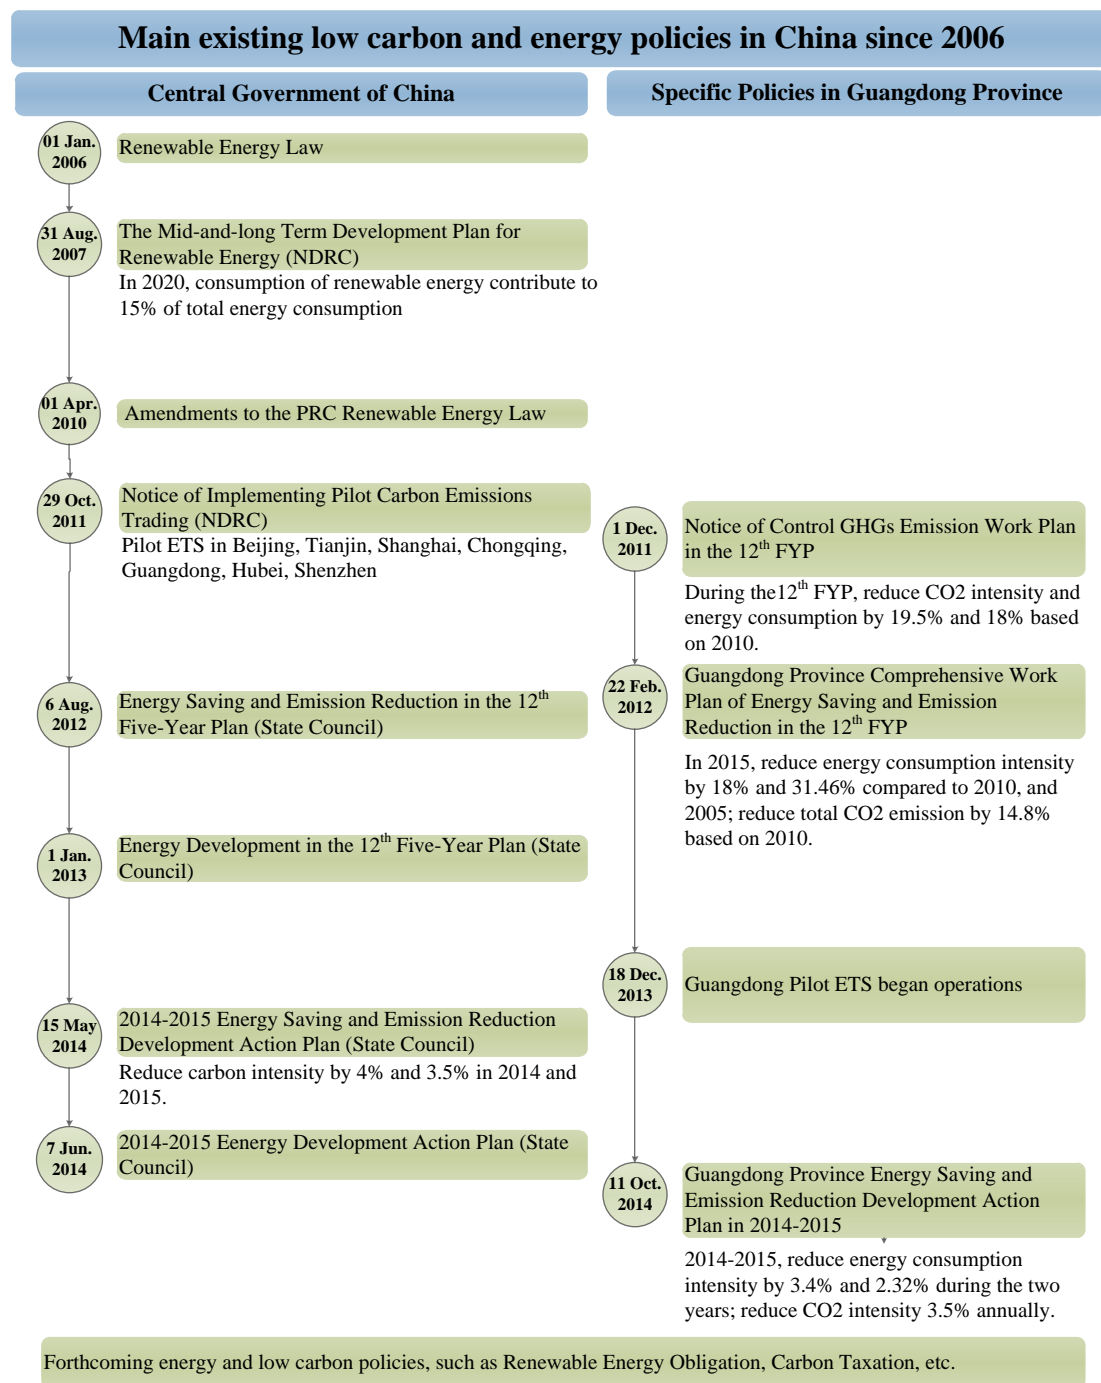 Main existing low carbon and energy policies in China since 2006
Central Government of China
01 Jan.
2006
Renewable Energy Law
31 Aug.
2007
The Mid-and-long Term Development Plan for
Renewable Energy (NDRC)
In 2020, consumption of renewable energy contribute to
15% of total energy consumption
01 Apr.
2010
Amendments to the PRC Renewable Energy Law
29 Oct.
2011
Notice of Implementing Pilot Carbon Emissions
Trading (NDRC)
Pilot ETS in Beijing, Tianjin, Shanghai, Chongqing,
Guangdong, Hubei, Shenzhen
6 Aug.
2012
Energy Saving and Emission Reduction in the 12th
Five-Year Plan (State Council)
1 Jan.
2013
Energy Development in the 12th Five-Year Plan (State
Council)
15 May
2014
2014-2015 Energy Saving and Emission Reduction
Development Action Plan (State Council)
Reduce carbon intensity by 4% and 3.5% in 2014 and
2015.
7 Jun.
2014
2014-2015 Eenergy Development Action Plan (State
Council)
Specific Policies in Guangdong Province
1 Dec.
2011
Notice of Control GHGs Emission Work Plan
in the 12th FYP
During the12th FYP, reduce CO2 intensity and
energy consumption by 19.5% and 18% based
on 2010.
22 Feb.
2012
Guangdong Province Comprehensive Work
Plan of Energy Saving and Emission
Reduction in the 12th FYP
In 2015, reduce energy consumption intensity
by 18% and 31.46% compared to 2010, and
2005; reduce total CO2 emission by 14.8%
based on 2010.
18 Dec.
2013
Guangdong Pilot ETS began operations
11 Oct.
2014
Guangdong Province Energy Saving and
Emission Reduction Development Action
Plan in 2014-2015
2014-2015, reduce energy consumption
intensity by 3.4% and 2.32% during the two
years; reduce CO2 intensity 3.5% annually.
Forthcoming energy and low carbon policies, such as Renewable Energy Obligation, Carbon Taxation, etc.